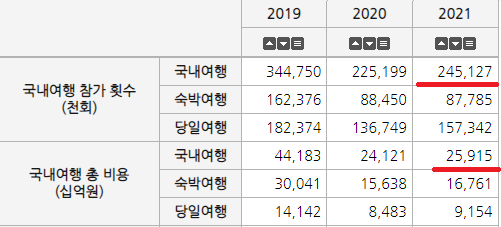 2019 2020 2021
국내여행 참가 횟수 (천회) 국내여행 344,750 225,199 245,127
숙박여행 162,376 88,450 87,785
당일여행 182,374 136,749 157,342
국내여행 총 비용 (십억원) 국내여행 44,183 24,121 25,915
숙박여행 30,041 15,638 16,761
당일여행 14,142 8,483 9,154